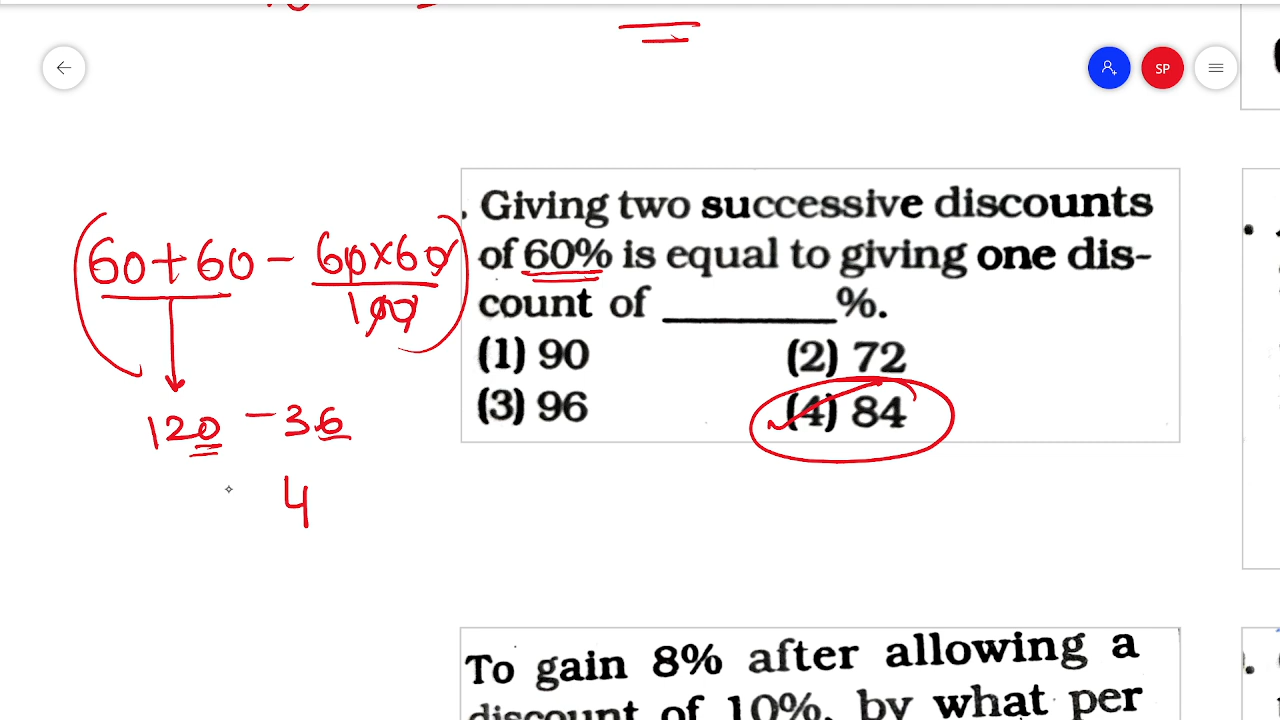 SP
. Giving two successive discounts
of 60% is equal to giving one dis-
count of ________%.
(1) 90 (2) 72
(3) 96 (4) 84
60+60 - 60×60
100
120 - 36
4
To gain 8% after allowing a
discount of 10%, by what per